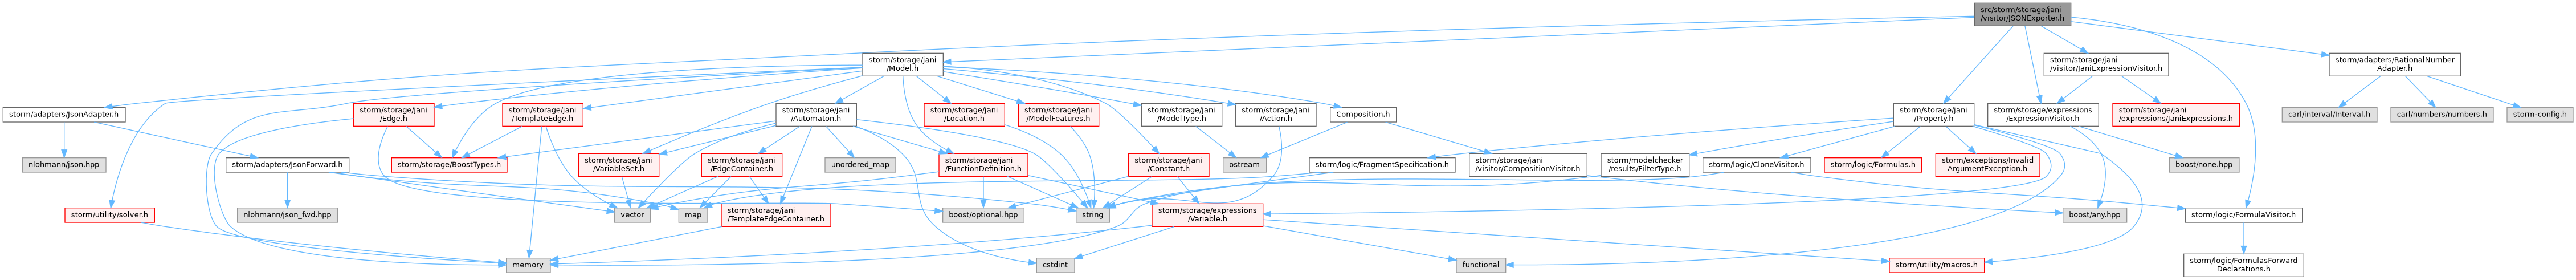 src/storm/storage/jani
/visitor/JSONExporter.h
storm/storage/jani
/Model.h
storm/storage/jani
/visitor/JaniExpressionVisitor.h
storm/adapters/RationalNumber
Adapter.h
storm/adapters/JsonAdapter.h
storm/storage/jani
/Edge.h
storm/storage/jani
/TemplateEdge.h
storm/storage/jani
/Automaton.h
storm/storage/jani
/Location.h
storm/storage/jani
/ModelFeatures.h
storm/storage/jani
/ModelType.h
storm/storage/jani
/Action.h
Composition.h
storm/storage/jani
/Property.h
storm/storage/expressions
/ExpressionVisitor.h
storm/storage/jani
/expressions/JaniExpressions.h
carl/interval/Interval.h
carl/numbers/numbers.h
storm-config.h
nlohmann/json.hpp
storm/adapters/JsonForward.h
storm/storage/BoostTypes.h
storm/storage/jani
/VariableSet.h
storm/storage/jani
/EdgeContainer.h
unordered_map
storm/storage/jani
/FunctionDefinition.h
storm/storage/jani
/Constant.h
ostream
storm/logic/FragmentSpecification.h
storm/storage/jani
/visitor/CompositionVisitor.h
storm/modelchecker
/results/FilterType.h
storm/logic/CloneVisitor.h
storm/logic/Formulas.h
storm/exceptions/Invalid
ArgumentException.h
boost/none.hpp
storm/utility/solver.h
nlohmann/json_fwd.hpp
vector
map
storm/storage/jani
/TemplateEdgeContainer.h
boost/optional.hpp
string
storm/storage/expressions
/Variable.h
boost/any.hpp
storm/logic/FormulaVisitor.h
memory
cstdint
functional
storm/utility/macros.h
storm/logic/FormulasForward
Declarations.h